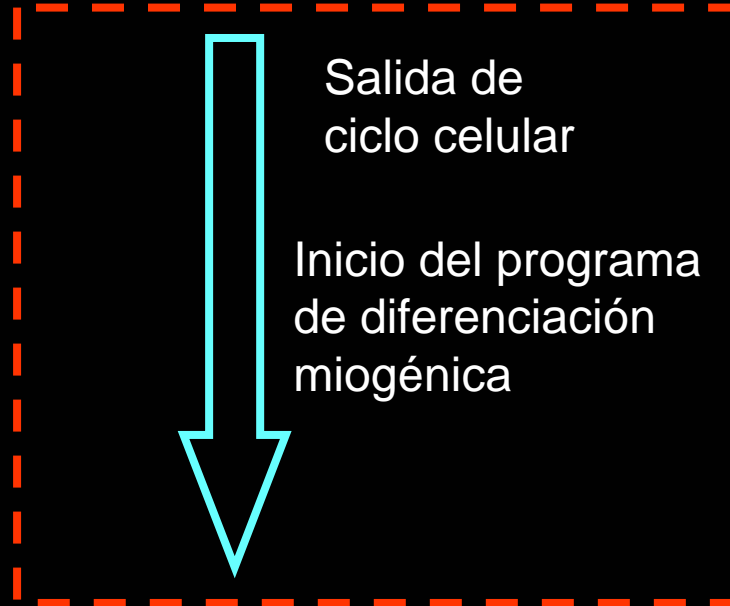 Salida de
ciclo celular
Inicio del programa
de diferenciación
miogénica